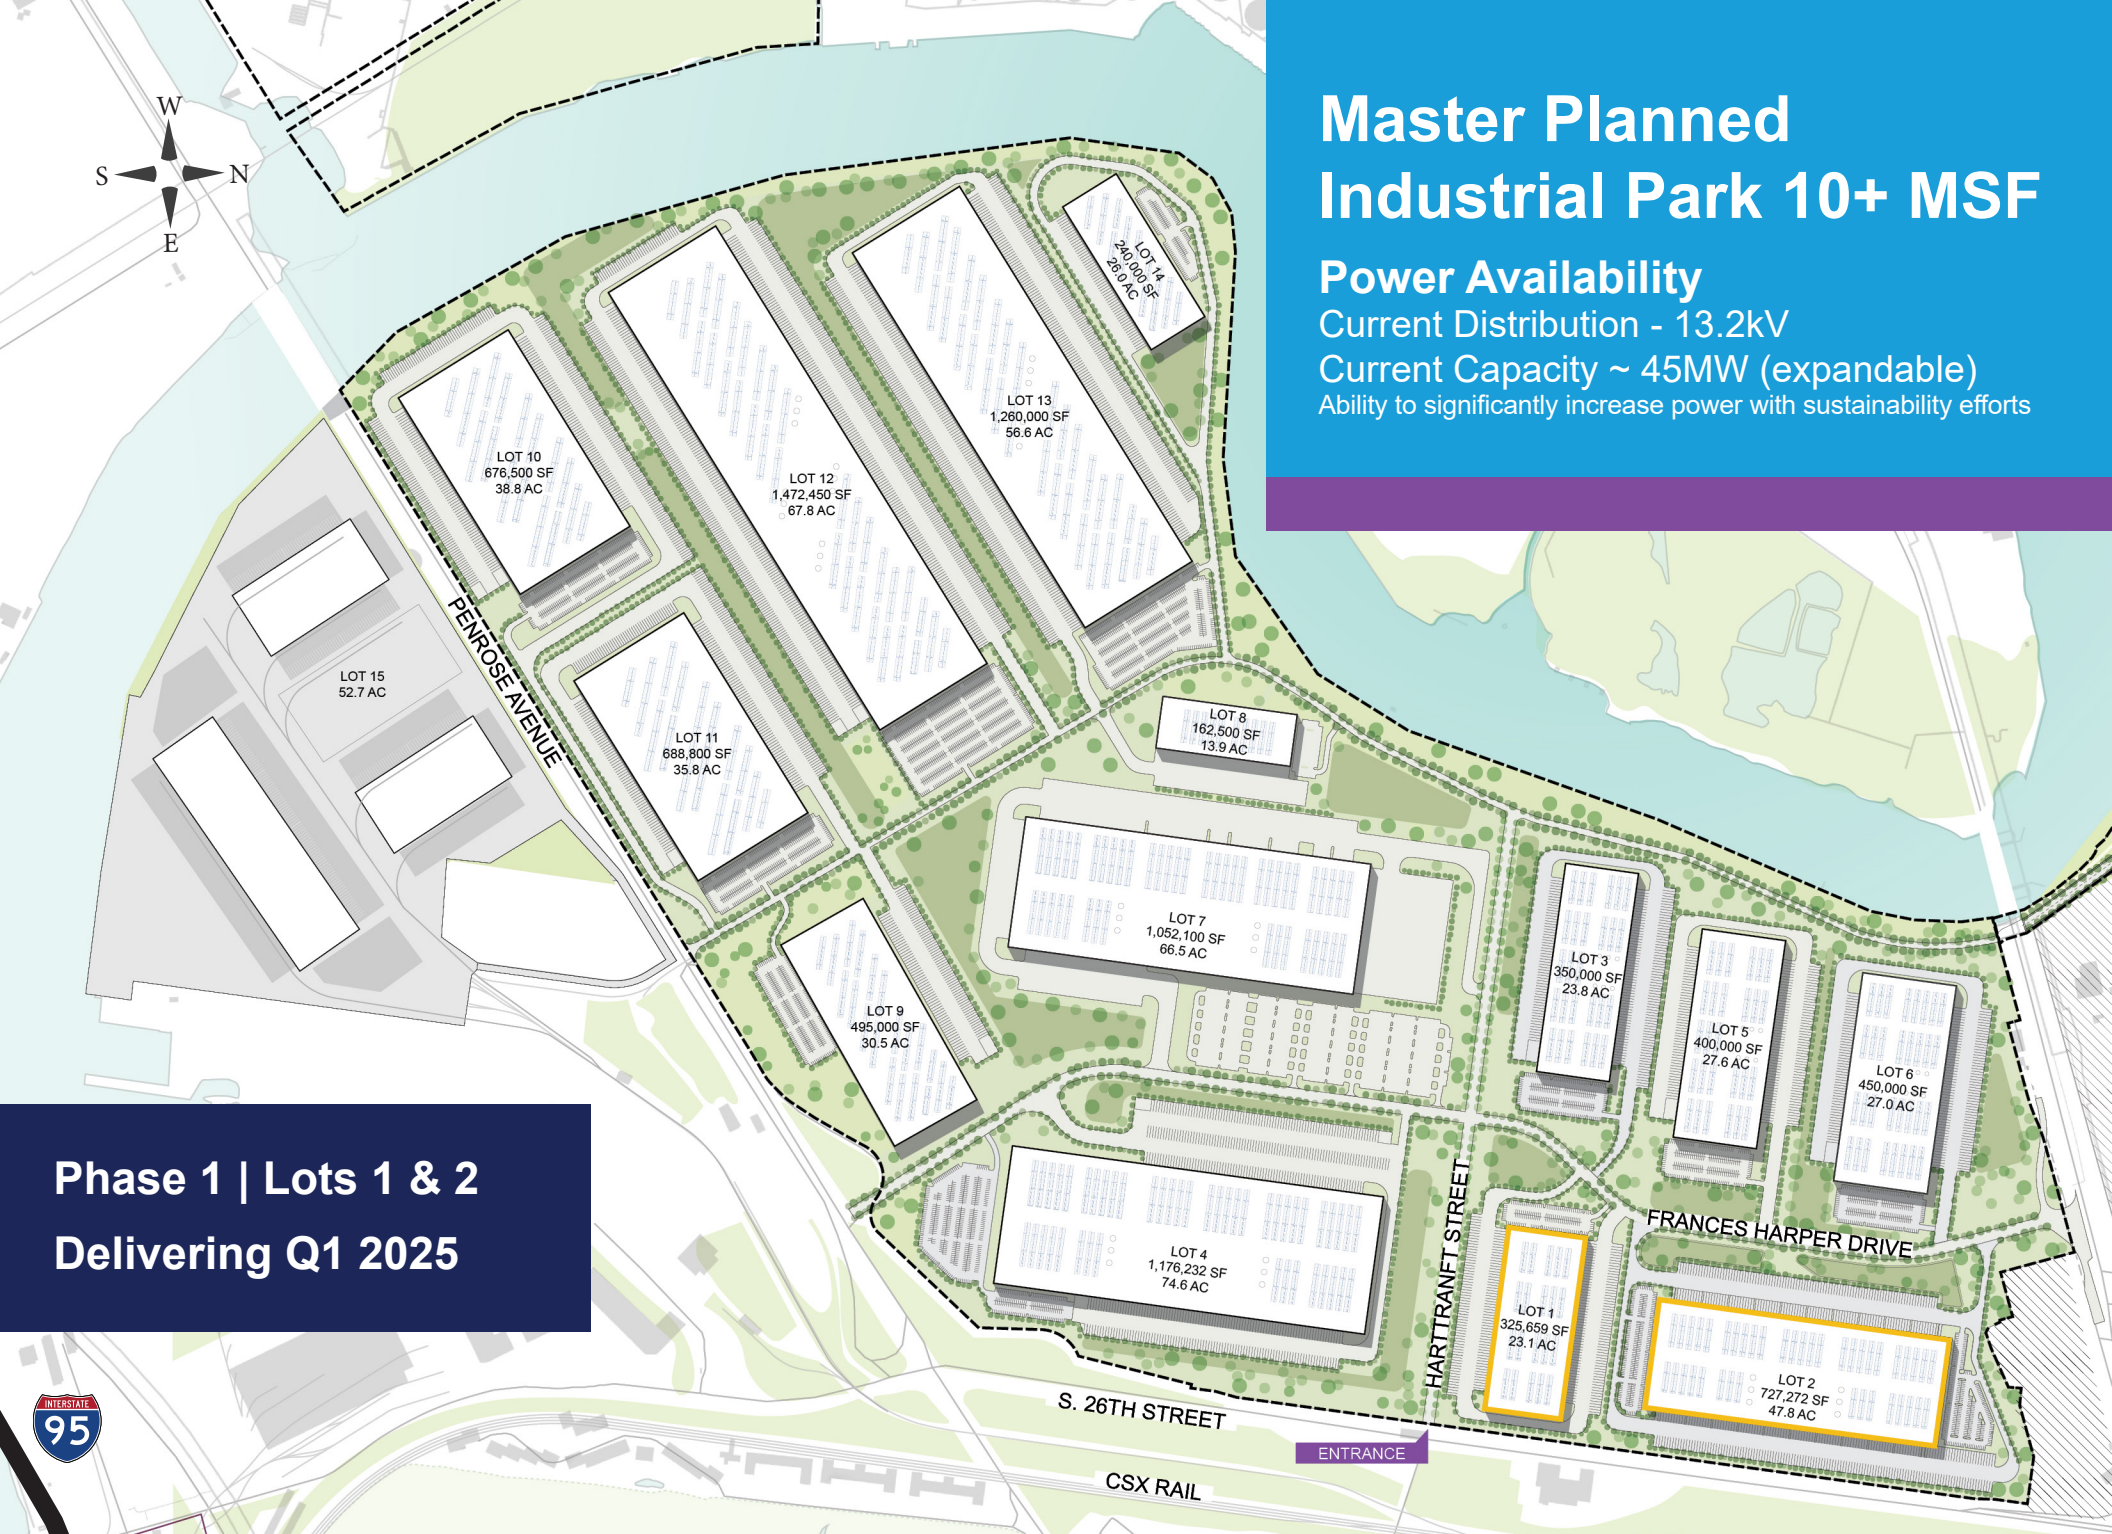 Master Planned
Industrial Park 10+ MSF
Power Availability
Current Distribution - 13.2kV
Current Capacity ~ 45MW (expandable)
Ability to significantly increase power with sustainability efforts
W
S
N
E
LOT 14
240,000 SF
26.0 AC
LOT 13
1,260,000 SF
56.6 AC
LOT 10
676,500 SF
38.8 AC
LOT 12
1,472,450 SF
67.8 AC
PENROSE AVENUE
LOT 15
52.7 AC
LOT 11
688,800 SF
35.8 AC
LOT 8
162,500 SF
13.9 AC
LOT 7
1,052,100 SF
66.5 AC
LOT 3
350,000 SF
23.8 AC
LOT 9
495,000 SF
30.5 AC
LOT 5
400,000 SF
27.6 AC
LOT 6
450,000 SF
27.0 AC
Phase 1 | Lots 1 & 2
Delivering Q1 2025
HARTTRANFT STREET
FRANCES HARPER DRIVE
LOT 4
1,176,232 SF
74.6 AC
LOT 1
325,659 SF
23.1 AC
LOT 2
727,272 SF
47.8 AC
S. 26TH STREET
ENTRANCE
CSX RAIL
INTERSTATE
95